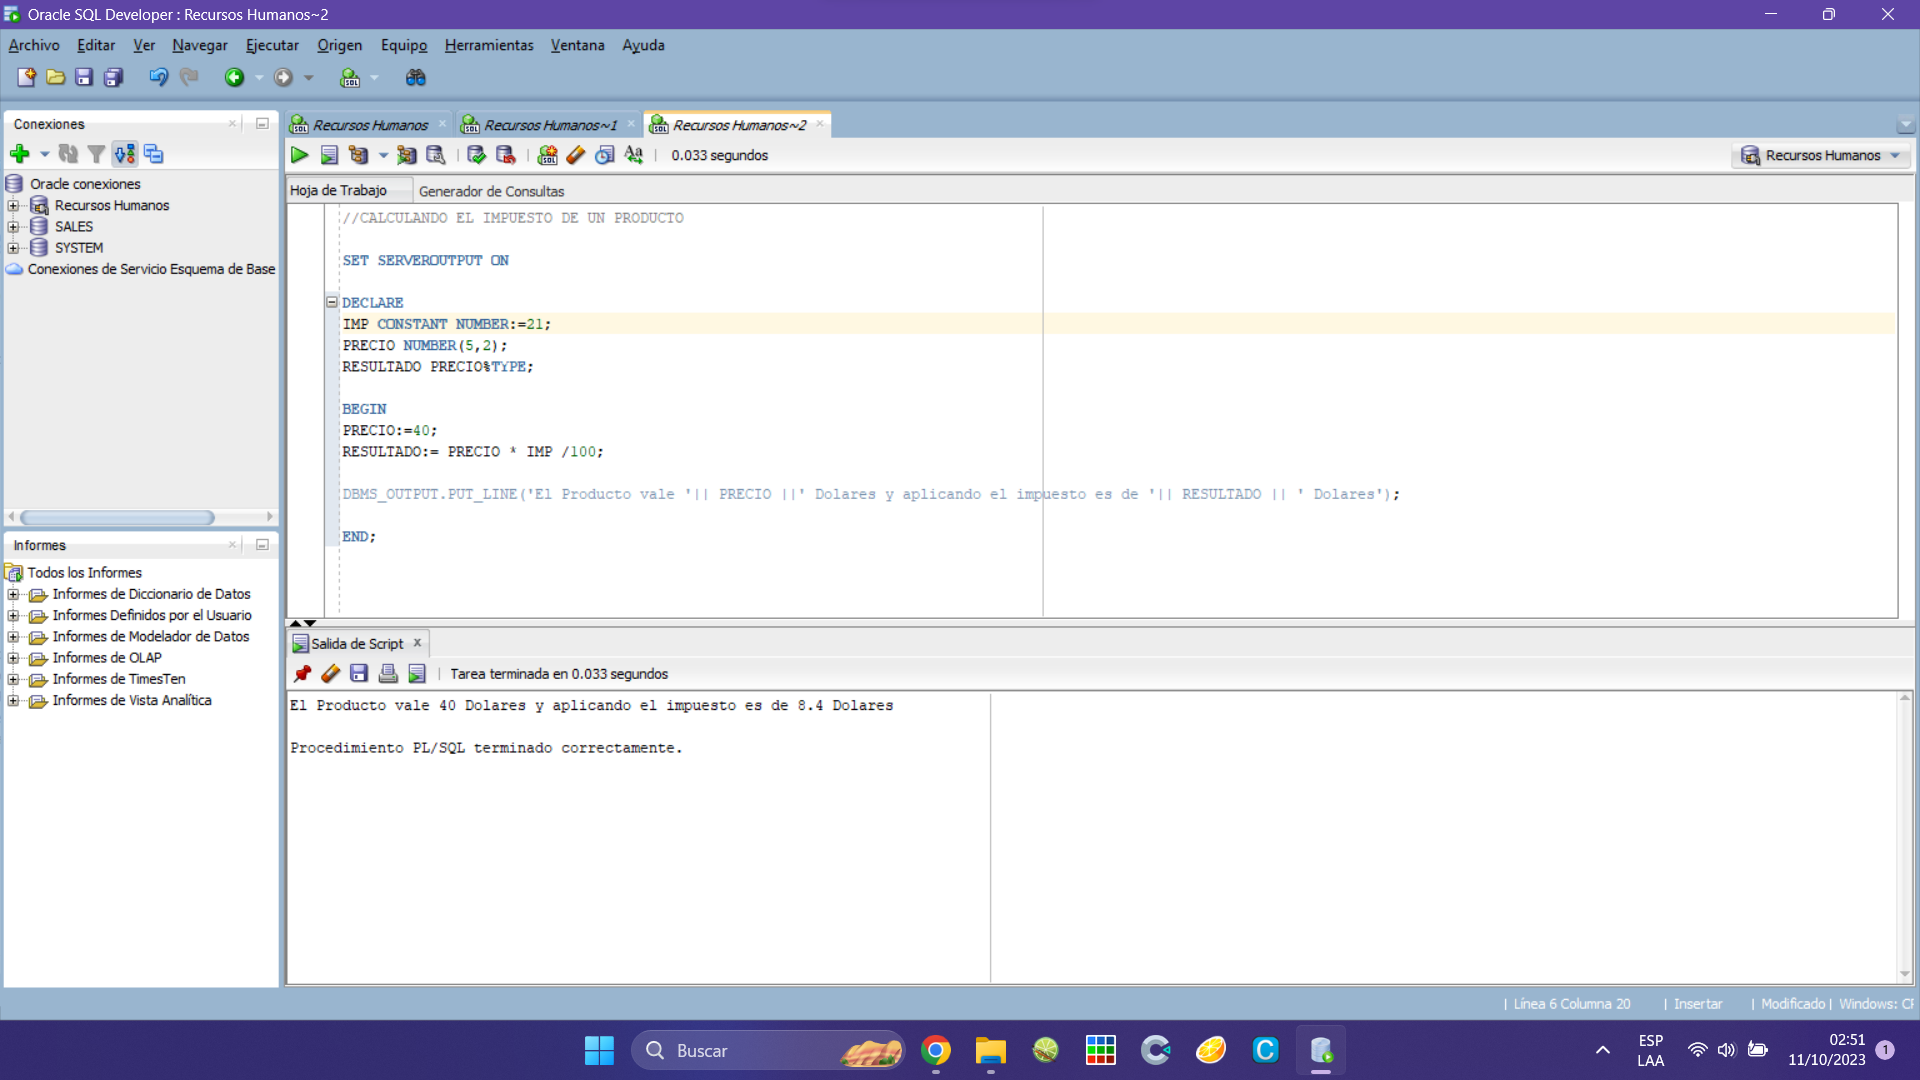 Oracle SQL Developer : Recursos Humanos~2
Archivo Editar Ver Navegar Ejecutar Origen Equipo Herramientas Ventana Ayuda
Conexiones
Oracle conexiones
Recursos Humanos
SALES
SYSTEM
Conexiones de Servicio Esquema de Base
Informes
Todos los Informes
Informes de Diccionario de Datos
Informes Definidos por el Usuario
Informes de Modelador de Datos
Informes de OLAP
Informes de TimesTen
Informes de Vista Analítica
Recursos Humanos Recursos Humanos~1 Recursos Humanos~2
0.033 segundos
Recursos Humanos
Hoja de Trabajo Generador de Consultas
//CALCULANDO EL IMPUESTO DE UN PRODUCTO
SET SERVEROUTPUT ON
DECLARE
IMP CONSTANT NUMBER:=21;
PRECIO NUMBER(5,2);
RESULTADO PRECIO%TYPE;
BEGIN
PRECIO:=40;
RESULTADO:= PRECIO * IMP /100;
DBMS_OUTPUT.PUT_LINE('El Producto vale '|| PRECIO ||' Dolares y aplicando el impuesto es de '|| RESULTADO || ' Dolares');
END;
Salida de Script
Tarea terminada en 0.033 segundos
El Producto vale 40 Dolares y aplicando el impuesto es de 8.4 Dolares
Procedimiento PL/SQL terminado correctamente.
| Línea 6 Columna 20 | Insertar | Modificado | Windows: CF
Buscar
ESP
LAA
02:51
11/10/2023
1